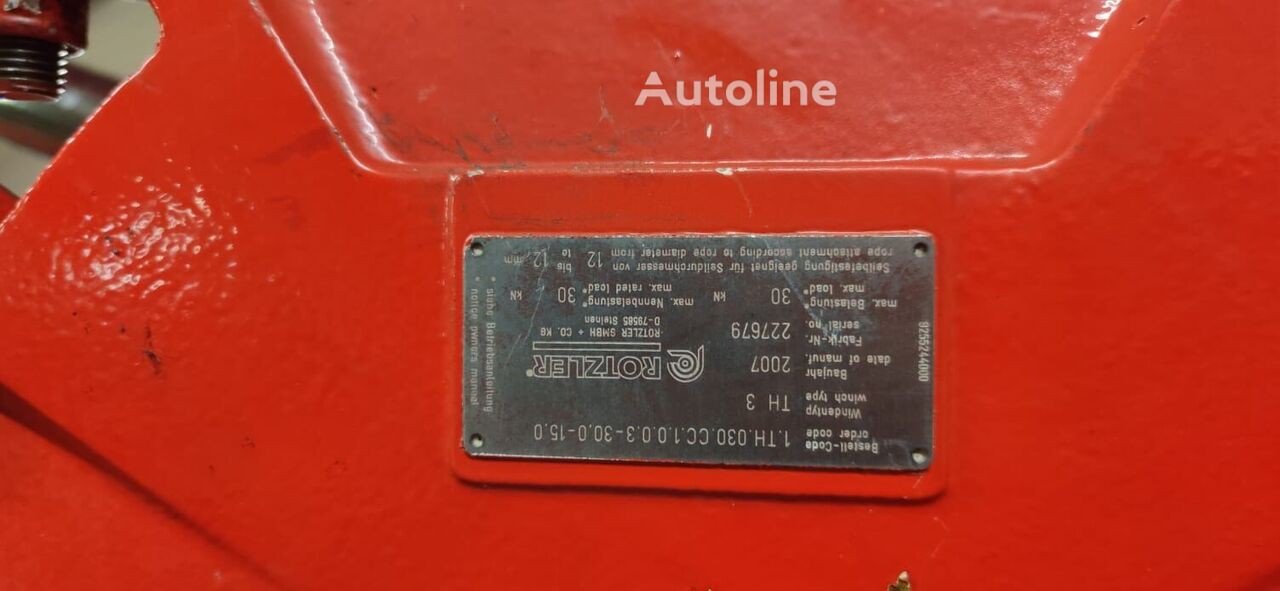 Autoline
Bestell-Code
order code 1.TH.030.CC.1.0.0.3-30,0-15.0
Windentyp
winch type TH 3
Baujahr
date of manuf. 2007
ROTZLER®
Fabrik-Nr.
serial no. 227679
ROTZLER GMBH + CO. KG
D-79585 Steinen
max. Belastung* 30 kN
max. load*
max. Nennbelastung* 30 kN
max. rated load*
Seilbefestigung geeignet für Seildurchmesser von 12 bis 12 mm
rope attachment according to rope diameter from to
* siehe Betriebsanleitung
* notice owners manual
9255244000